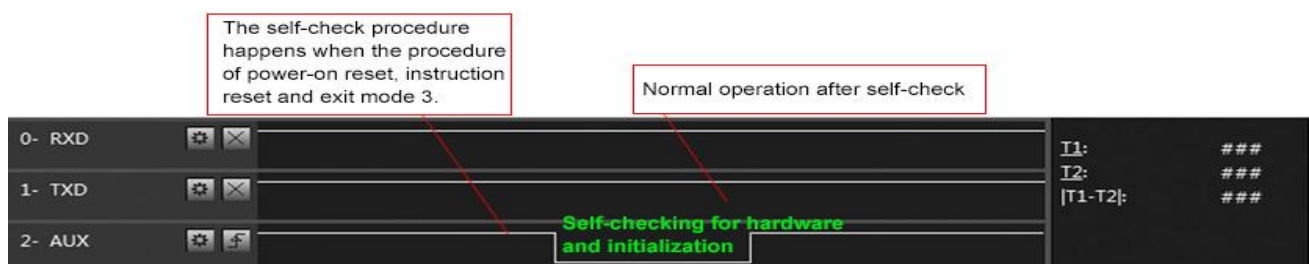 The self-check procedure
happens when the procedure
of power-on reset, instruction
reset and exit mode 3.
Normal operation after self-check
0- RXD
T1: ###
T2: ###
1- TXD
|T1-T2|: ###
Self-checking for hardware
2- AUX
and initialization